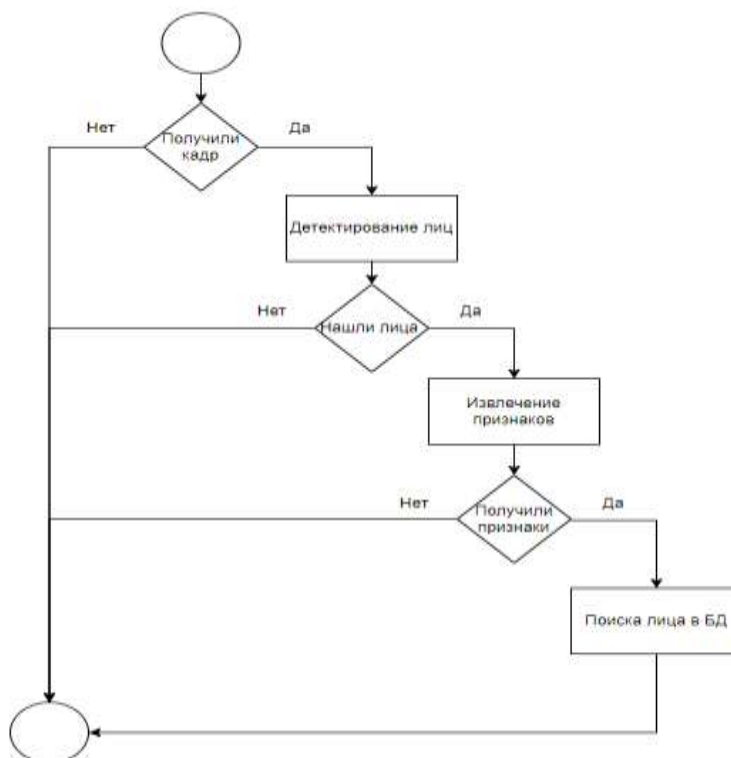 Нет
Да
Получили
кадр
Детектирование лиц
Нет
Да
Нашли лица
Извлечение
признаков
Нет
Да
Получили
признаки
Поиска лица в БД